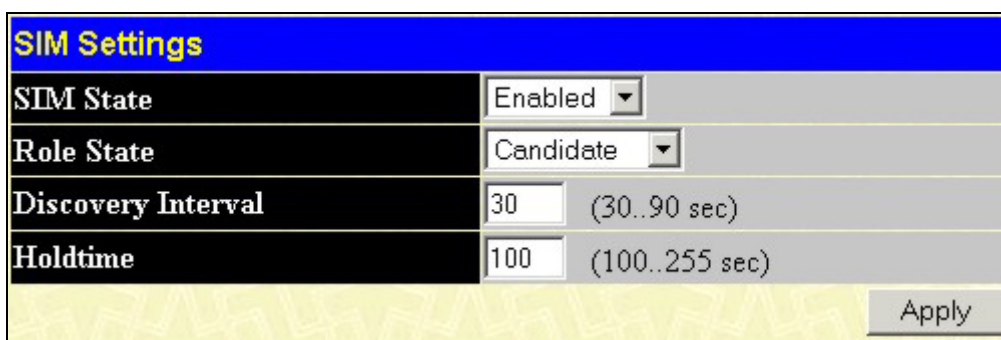 SIM Settings
SIM State Enabled
Role State Candidate
Discovery Interval 30 (30..90 sec)
Holdtime 100 (100..255 sec)
Apply